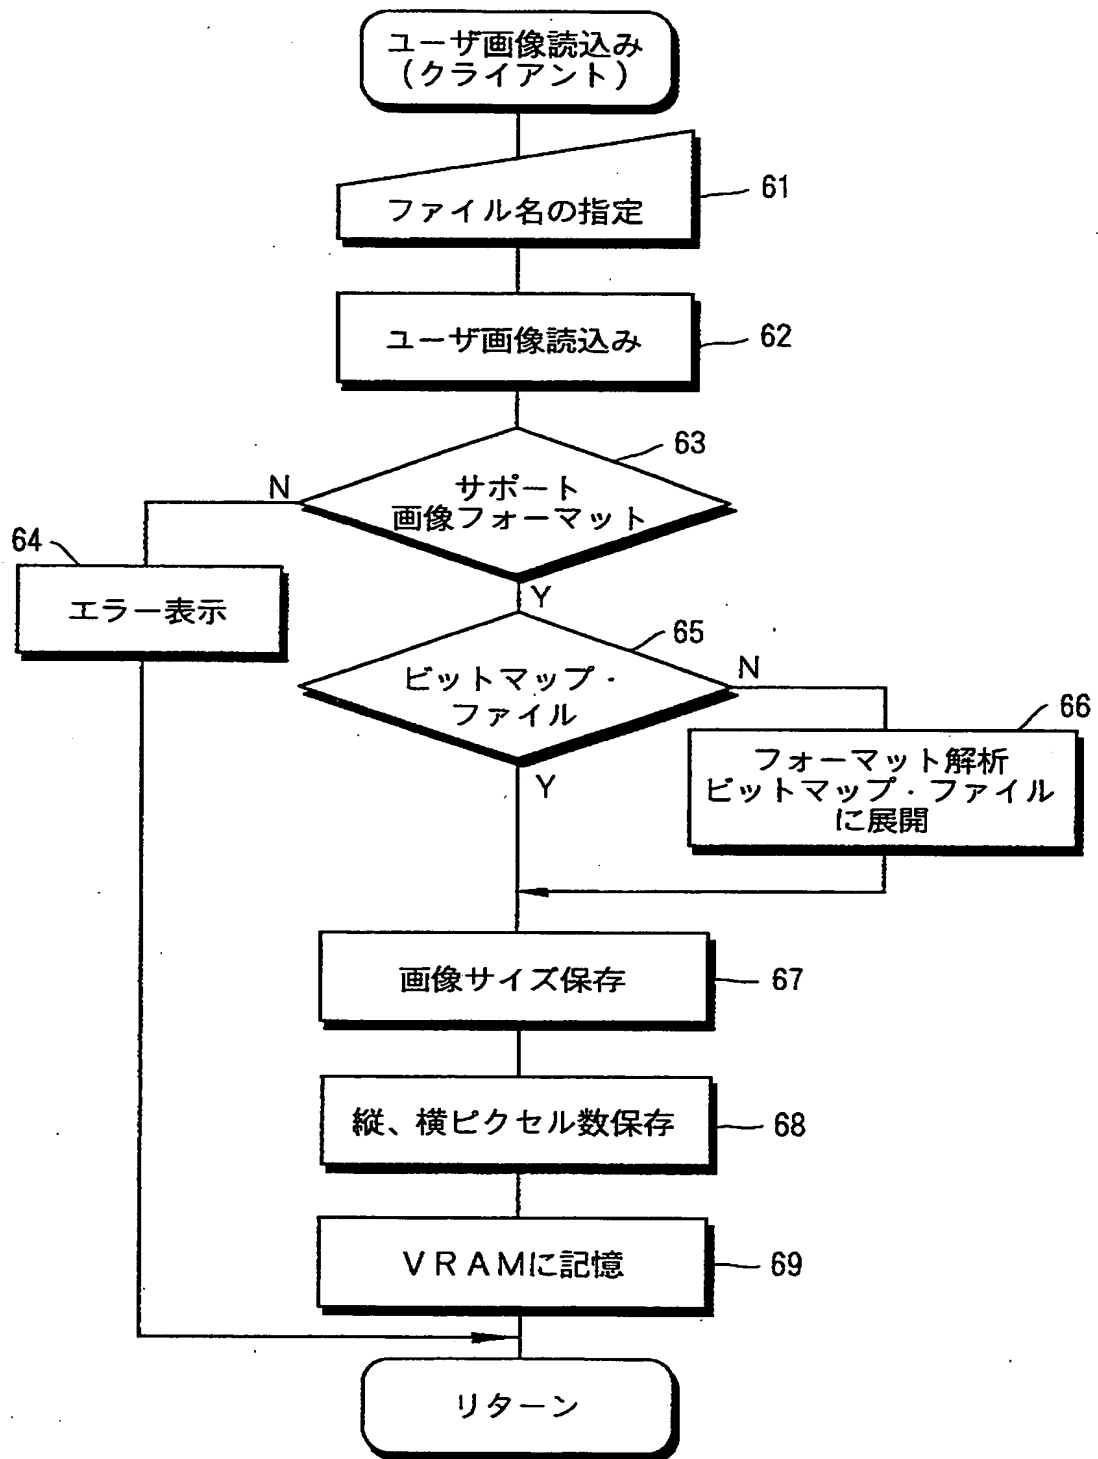 ユーザ画像読込み
(クライアント)
ファイル名の指定
61
ユーザ画像読込み
62
サポート
画像フォーマット
63
N
Y
64
エラー表示
ビットマップ・
ファイル
65
N
Y
66
フォーマット解析
ビットマップ・ファイル
に展開
画像サイズ保存
67
縦、横ピクセル数保存
68
VRAMに記憶
69
リターン